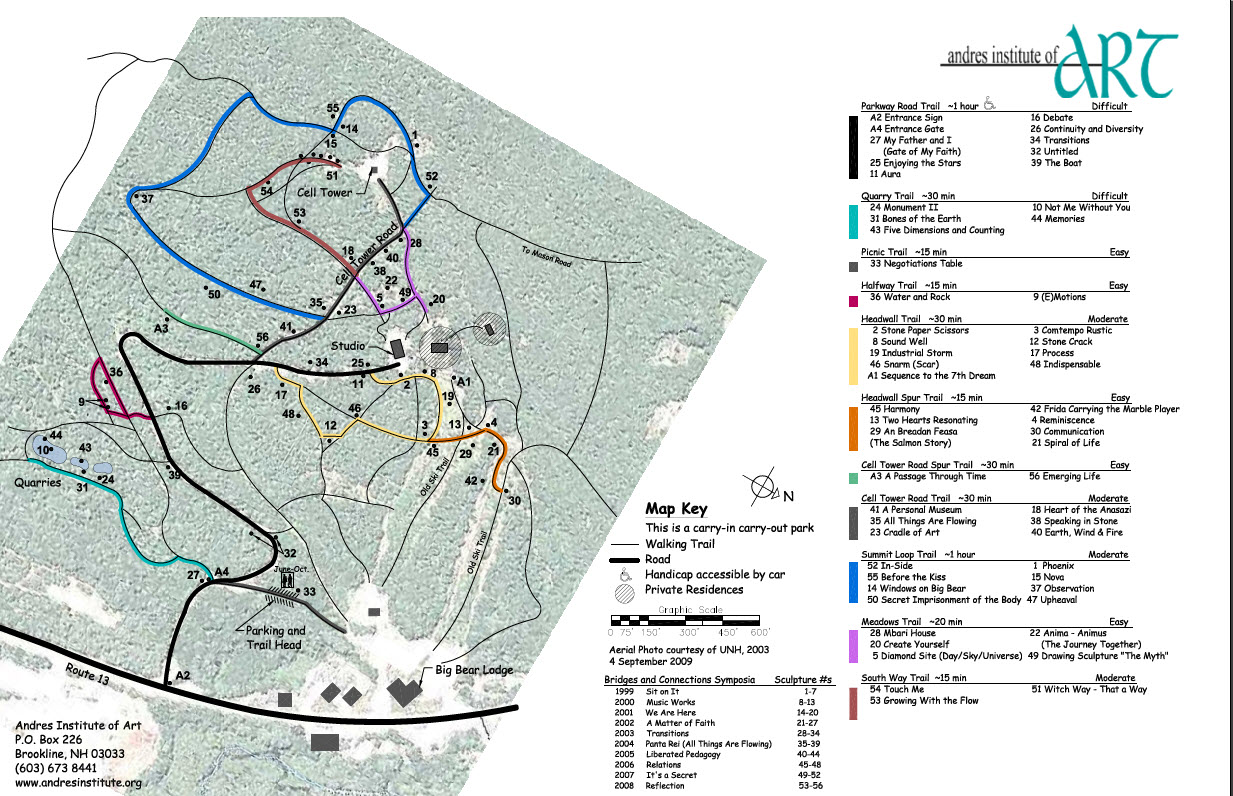 andres institute of ART
Parkway Road Trail ~1 hour Difficult
A2 Entrance Sign 16 Debate
A4 Entrance Gate 26 Continuity and Diversity
27 My Father and I 34 Transitions
(Gate of My Faith) 32 Untitled
25 Enjoying the Stars 39 The Boat
11 Aura
Quarry Trail ~30 min Difficult
24 Monument II 10 Not Me Without You
31 Bones of the Earth 44 Memories
43 Five Dimensions and Counting
Picnic Trail ~15 min Easy
33 Negotiations Table
Halfway Trail ~15 min Easy
36 Water and Rock 9 (E)Motions
Headwall Trail ~30 min Moderate
2 Stone Paper Scissors 3 Comtempo Rustic
8 Sound Well 12 Stone Crack
19 Industrial Storm 17 Process
46 Snarm (Scar) 48 Indispensable
A1 Sequence to the 7th Dream
Headwall Spur Trail ~15 min Easy
45 Harmony 42 Frida Carrying the Marble Player
13 Two Hearts Resonating 4 Reminiscence
29 An Breadan Feasa 30 Communication
(The Salmon Story) 21 Spiral of Life
Cell Tower Road Spur Trail ~30 min Easy
A3 A Passage Through Time 56 Emerging Life
Cell Tower Road Trail ~30 min Moderate
41 A Personal Museum 18 Heart of the Anasazi
35 All Things Are Flowing 38 Speaking in Stone
23 Cradle of Art 40 Earth, Wind & Fire
Summit Loop Trail ~1 hour Moderate
52 In-Side 1 Phoenix
55 Before the Kiss 15 Nova
14 Windows on Big Bear 37 Observation
50 Secret Imprisonment of the Body 47 Upheaval
Meadows Trail ~20 min Easy
28 Mbari House 22 Anima - Animus
20 Create Yourself (The Journey Together)
5 Diamond Site (Day/Sky/Universe) 49 Drawing Sculpture "The Myth"
South Way Trail ~15 min Easy
54 Touch Me 51 Witch Way - That a Way
53 Growing With the Flow
55
14
15
1
51
Cell Tower
54
52
37
53
28
Cell Tower Road
18
40
To Mason Road
38
22
47
50
49
5
20
35
23
A3
41
56
Studio
34
25
8
36
26
11
2
A1
17
19
9
16
48
46
12
3
13
4
44
10
43
45
29
21
Old Ski Trail
39
24
31
Quarries
42
30
N
32
Old Ski Trail
27
A4
June-Oct.
33
Parking and
Trail Head
Big Bear Lodge
A2
Route 13
Map Key
This is a carry-in carry-out park
Walking Trail
Road
Handicap accessible by car
Private Residences
Graphic Scale
0 75' 150' 300' 450' 600'
Aerial Photo courtesy of UNH, 2003
4 September 2009
Bridges and Connections Symposia Sculpture #s
1999 Sit on It 1-7
2000 Music Works 8-13
2001 We Are Here 14-20
2002 A Matter of Faith 21-27
2003 Transitions 28-34
2004 Panta Rei (All Things Are Flowing) 35-39
2005 Liberated Pedagogy 40-44
2006 Relations 45-48
2007 It's a Secret 49-52
2008 Reflection 53-56
Andres Institute of Art
P.O. Box 226
Brookline, NH 03033
(603) 673 8441
www.andresinstitute.org